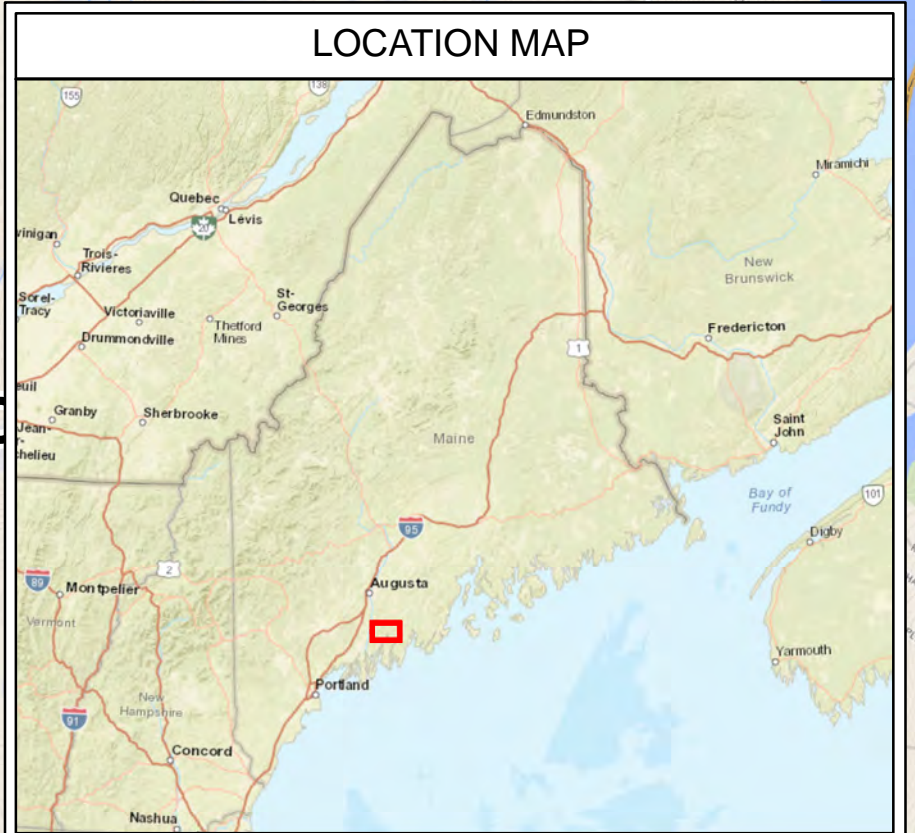 LOCATION MAP
155
138
Edmundston
Miramichi
Quebec
Lévis
20
vinigan
Trois-
Rivieres
New
Brunswick
Sorel-
Tracy
St-
Georges
Victoriaville
Thetford
Mines
Drummondville
Fredericton
1
euil
Granby
Sherbrooke
Jean-
r-
chelieu
Maine
Saint
John
Bay of
Fundy
101
95
Digby
2
89
Montpelier
Augusta
Vermont
Yarmouth
Portland
New
Hampshire
91
Concord
Nashua